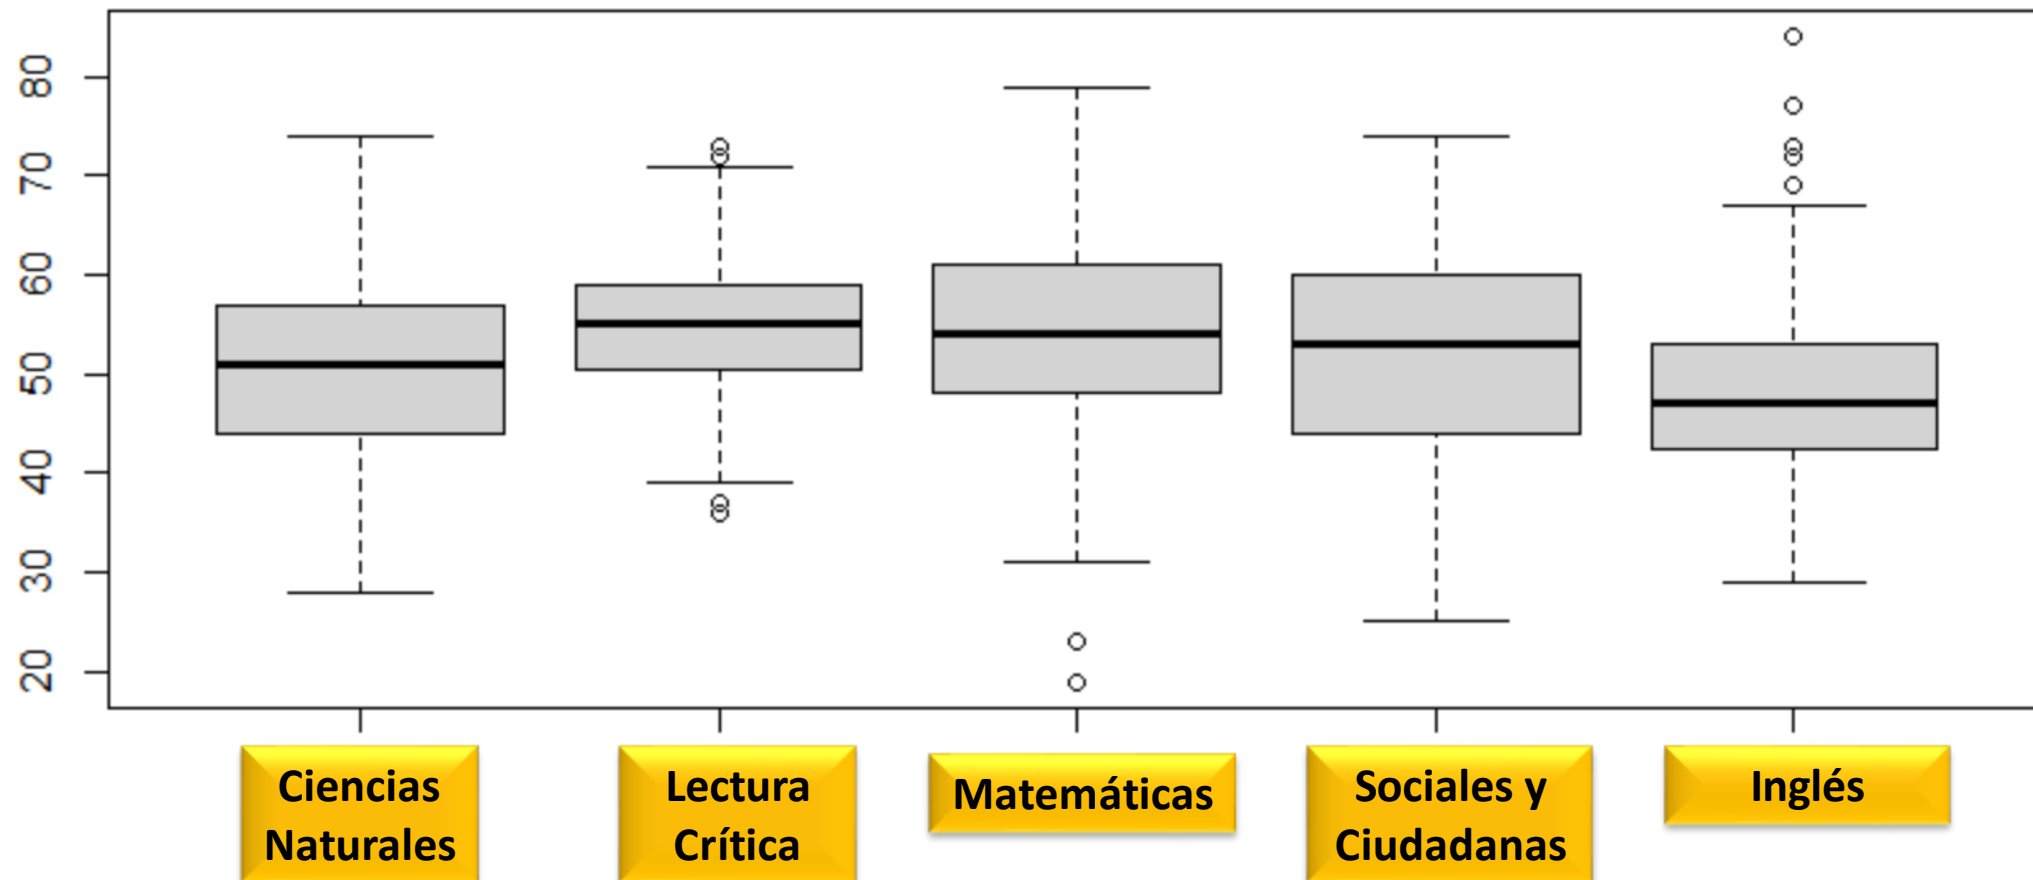 80
70
60
50
40
30
20
Ciencias
Naturales
Lectura
Crítica
Matemáticas
Sociales y
Ciudadanas
Inglés